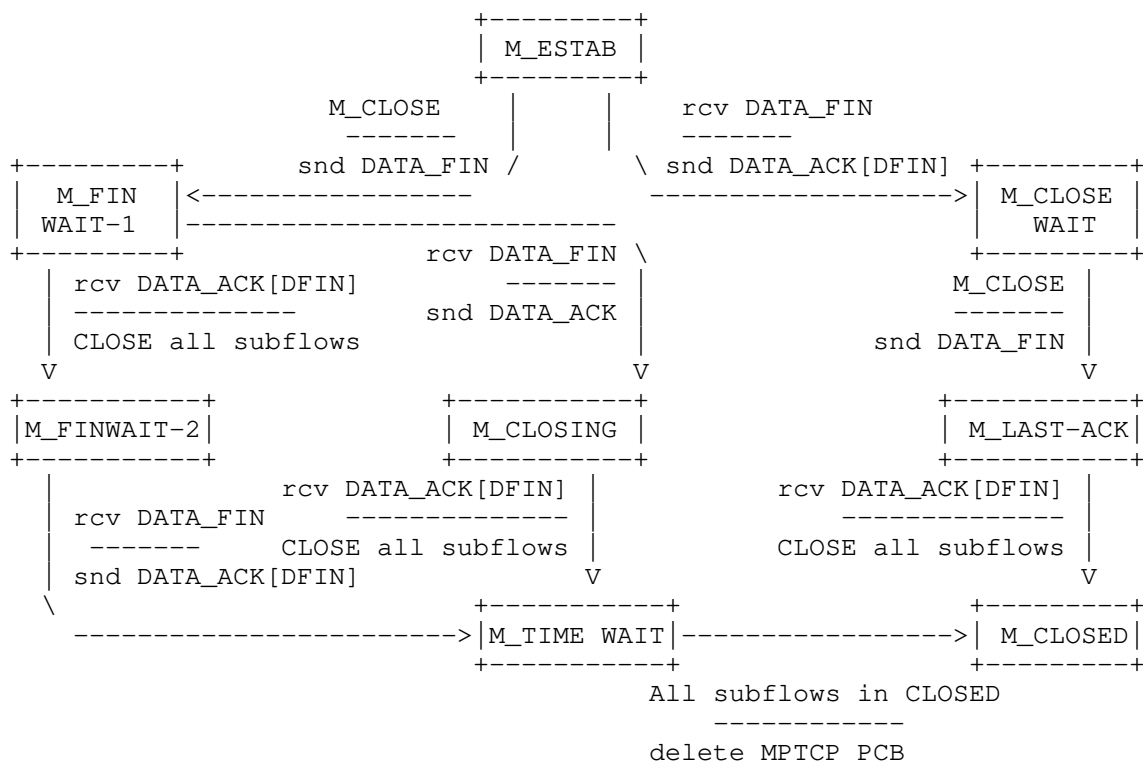 M_ESTAB
M_CLOSE rcv DATA_FIN
snd DATA_FIN snd DATA_ACK[DFIN]
M_FIN M_CLOSE
WAIT-1 WAIT
rcv DATA_FIN
rcv DATA_ACK[DFIN] M_CLOSE
snd DATA_ACK
CLOSE all subflows snd DATA_FIN
M_FINWAIT-2 M_CLOSING M_LAST-ACK
rcv DATA_ACK[DFIN] rcv DATA_ACK[DFIN]
rcv DATA_FIN
CLOSE all subflows CLOSE all subflows
snd DATA_ACK[DFIN]
M_TIME WAIT M_CLOSED
All subflows in CLOSED
delete MPTCP PCB